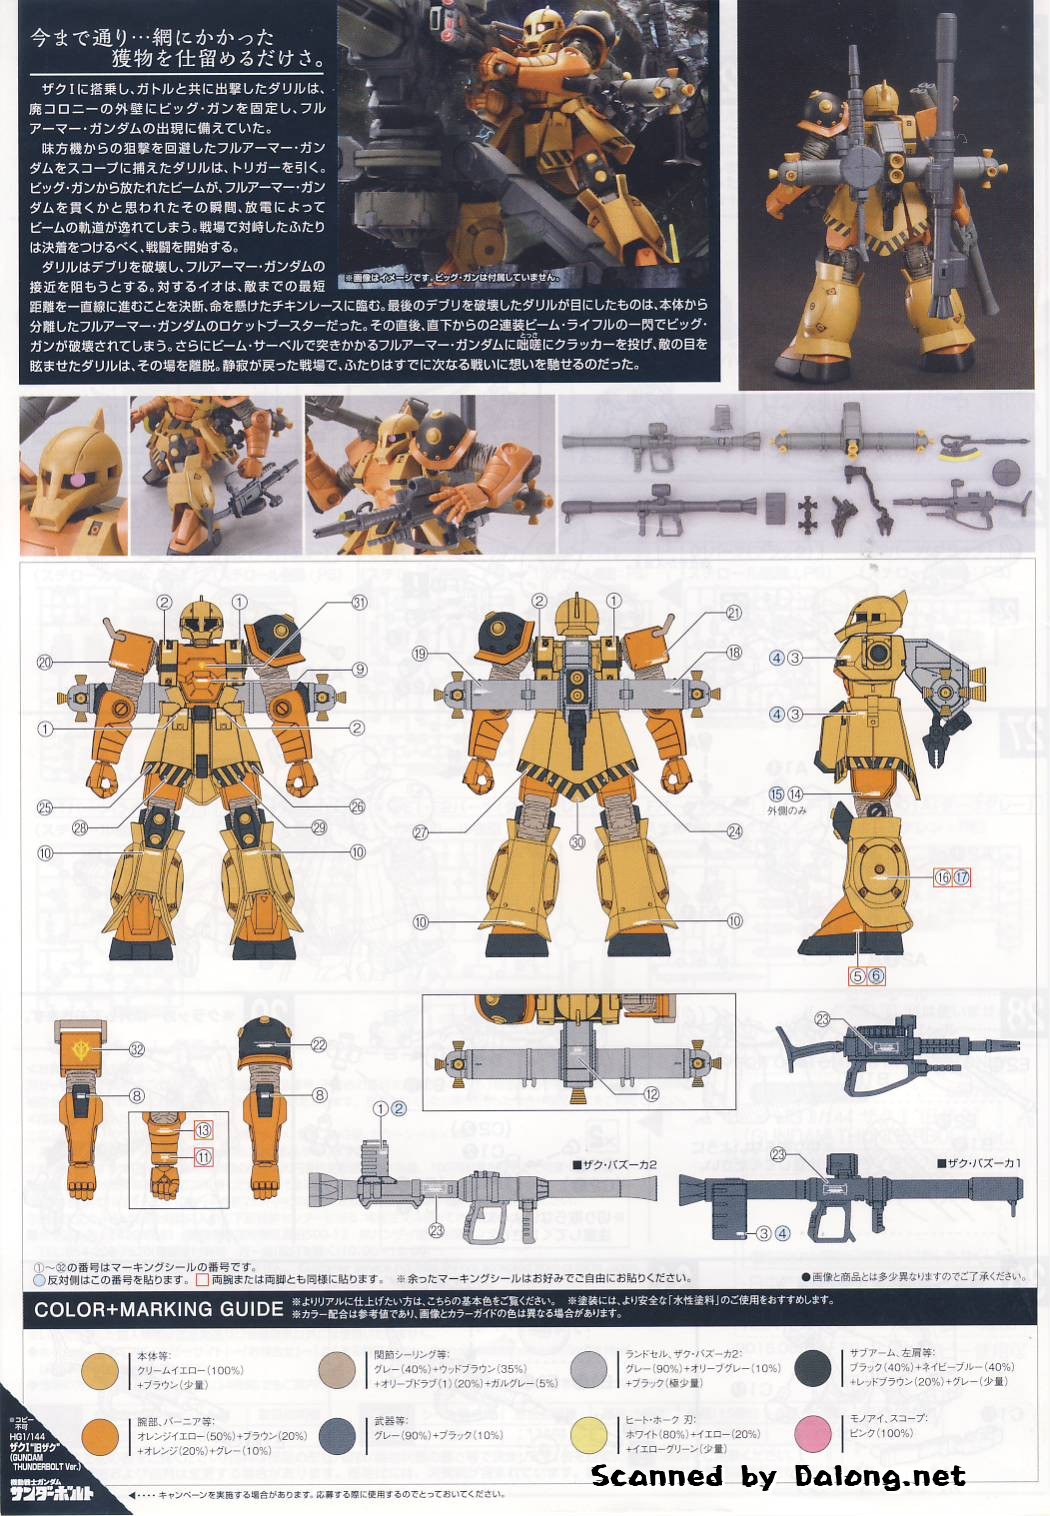 今まで通り…網にかかった
獲物を仕留めるだけさ。
ザクⅠに搭乗し、ガトルと共に出撃したダリルは、
廃コロニーの外壁にビッグ・ガンを固定し、フル
アーマー・ガンダムの出現に備えていた。
味方機からの狙撃を回避したフルアーマー・ガン
ダムをスコープに捕えたダリルは、トリガーを引く。
ビッグ・ガンから放たれたビームが、フルアーマー・ガン
ダムを貫くかと思われたその瞬間、放電によって
ビームの軌道が逸れてしまう。戦場で対峙したふたり
は決着をつけるべく、戦闘を開始する。
ダリルはデブリを破壊し、フルアーマー・ガンダムの
接近を阻もうとする。対するイオは、敵までの最短
距離を一直線に進むことを決断、命を懸けたチキンレースに臨む。最後のデブリを破壊したダリルが目にしたものは、本体から
分離したフルアーマー・ガンダムのロケットブースターだった。その直後、直下からの2連装ビーム・ライフルの一閃でビッグ・
ガンが破壊されてしまう。さらにビーム・サーベルで突きかかるフルアーマー・ガンダムに咄嗟にクラッカーを投げ、敵の目を
とっさ
眩ませたダリルは、その場を離脱。静寂が戻った戦場で、ふたりはすでに次なる戦いに想いを馳せるのだった。
※画像はイメージです。ビッグ・ガンは付属していません。
② ① ㉛
⑳ ⑨
① ②
㉕ ㉖
㉘ ㉙
⑩ ⑩
② ① ㉑
⑲ ⑱
㉗ ㉚ ㉔
⑩ ⑩
④ ③
④ ③
⑮ ⑭
外側のみ
⑯ ⑰
⑤ ⑥
㉜ ㉒
⑧ ⑧
⑬
⑪
⑫
㉓
① ②
■ザク・バズーカ2
㉓
■ザク・バズーカ1
㉓
③ ④
①～㉜の番号はマーキングシールの番号です。
○反対側はこの番号を貼ります。 □両腕または両脚とも同様に貼ります。 ※余ったマーキングシールはお好みでご自由にお貼りください。
●画像と商品とは多少異なりますのでご了承ください。
COLOR+MARKING GUIDE
※よりリアルに仕上げたい方は、こちらの基本色をご覧ください。 ※塗装には、より安全な「水性塗料」のご使用をおすすめします。
※カラー配合は参考値であり、画像とカラーガイドの色は異なる場合があります。
本体等:
クリームイエロー(100%)
+ブラウン(少量)
関節シーリング等:
グレー(40%)+ウッドブラウン(35%)
+オリーブドラブ(1)(20%)+ガルグレー(5%)
ランドセル、ザク・バズーカ2:
グレー(90%)+オリーブグレー(10%)
+ブラック(極少量)
サブアーム、左肩等:
ブラック(40%)+ネイビーブルー(40%)
+レッドブラウン(20%)+グレー(少量)
腕部、バーニア等:
オレンジイエロー(50%)+ブラウン(20%)
+オレンジ(20%)+グレー(10%)
武器等:
グレー(90%)+ブラック(10%)
ヒート・ホーク 刃:
ホワイト(80%)+イエロー(20%)
+イエローグリーン(少量)
モノアイ、スコープ:
ピンク(100%)
※コピー
不可
HG1/144
ザクⅠ"旧ザク"
(GUNDAM
THUNDERBOLT Ver.)
機動戦士ガンダム
サンダーボルト
◀・・・・キャンペーンを実施する場合があります。応募する際に使用するのでとっておいてください。
Scanned by Dalong.net